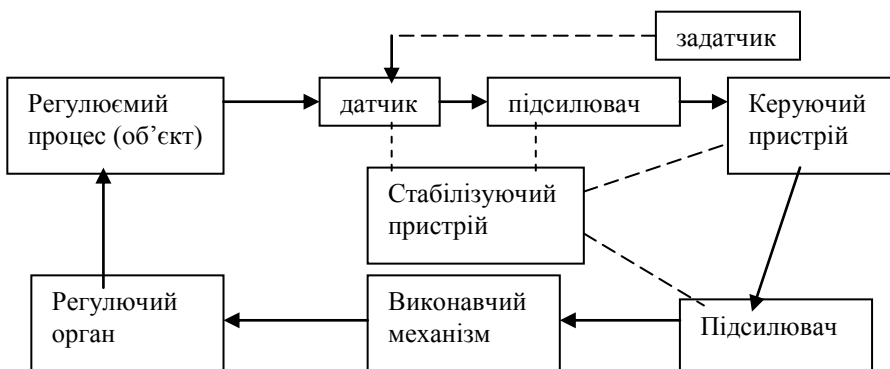 задатчик
Регулюємий
процес (об’єкт)
датчик
підсилювач
Керуючий
пристрій
Стабілізуючий
пристрій
Регулючий
орган
Виконавчий
механізм
Підсилювач